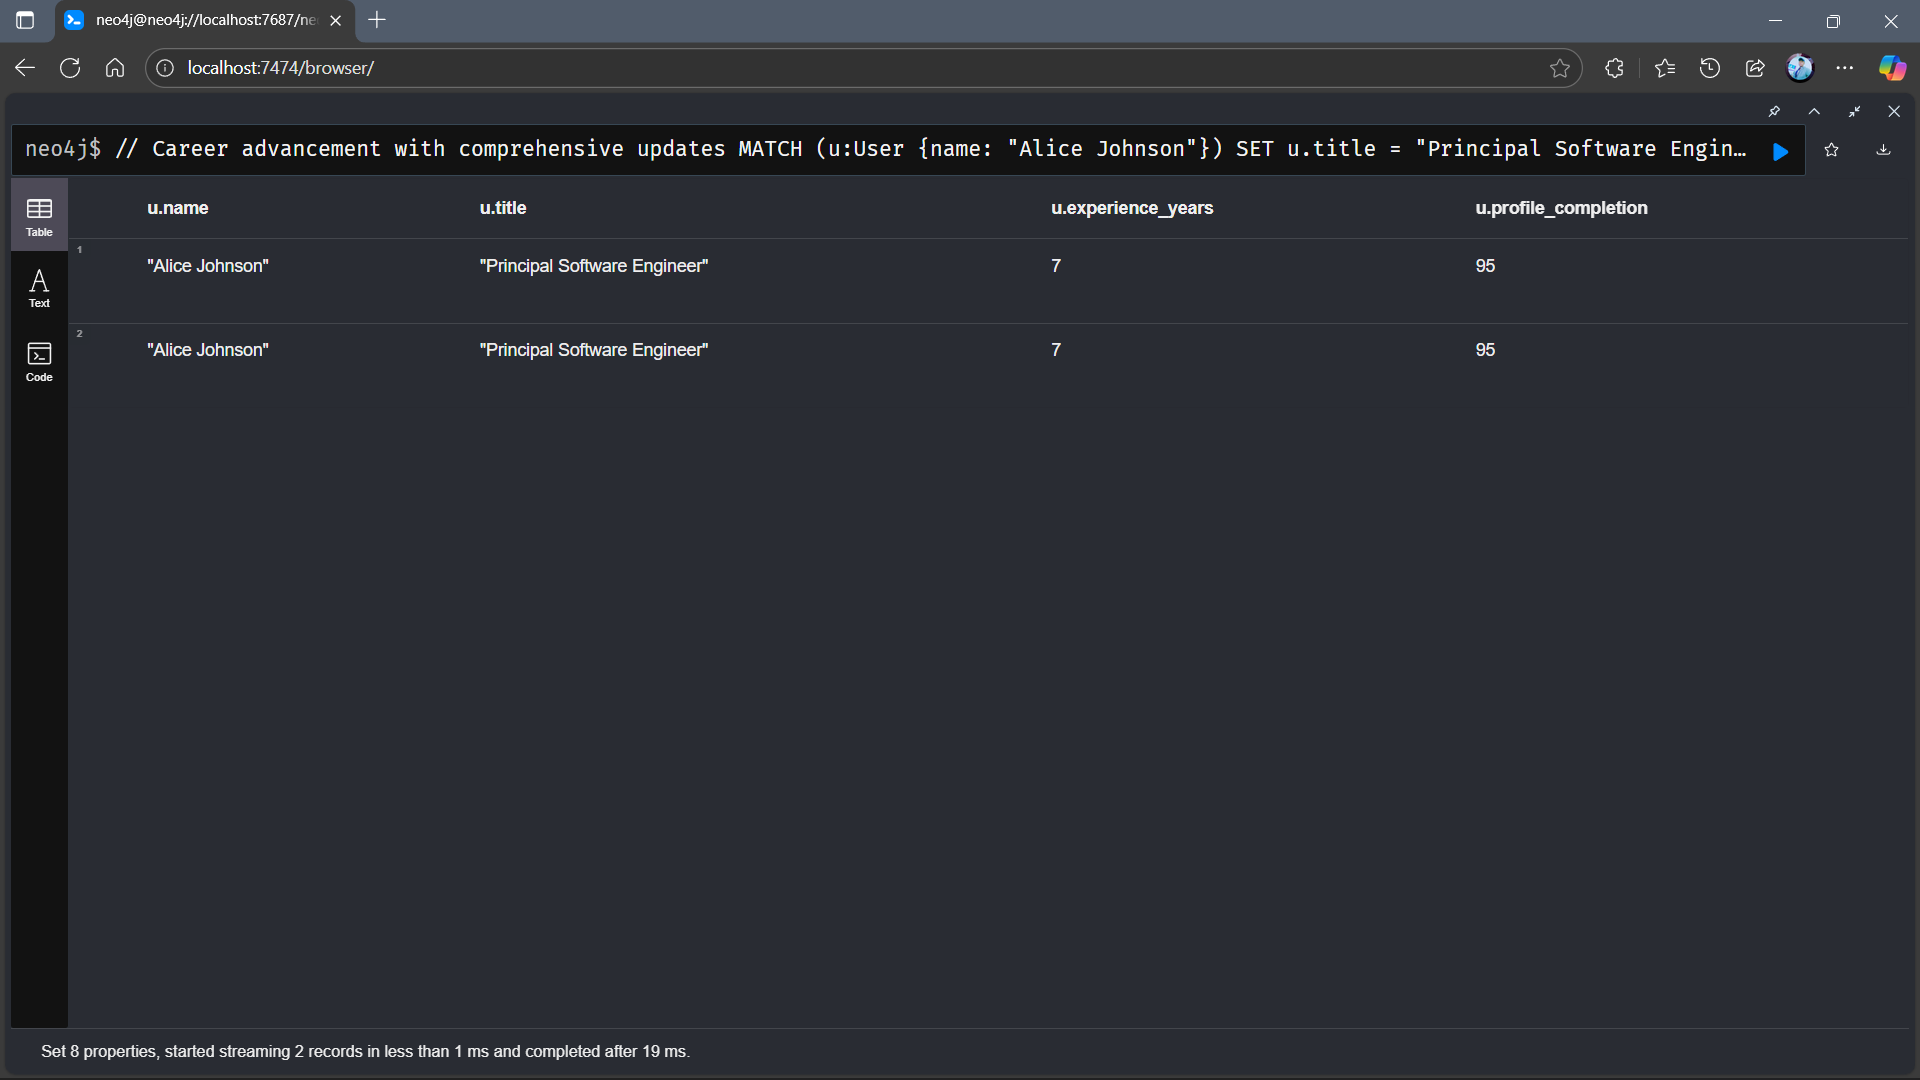 neo4j@neo4j://localhost:7687/ne
localhost:7474/browser/
neo4j$ // Career advancement with comprehensive updates MATCH (u:User {name: "Alice Johnson"}) SET u.title = "Principal Software Engin…
Table
Text
Code
u.name u.title u.experience_years u.profile_completion
1
"Alice Johnson" "Principal Software Engineer" 7 95
2
"Alice Johnson" "Principal Software Engineer" 7 95
Set 8 properties, started streaming 2 records in less than 1 ms and completed after 19 ms.